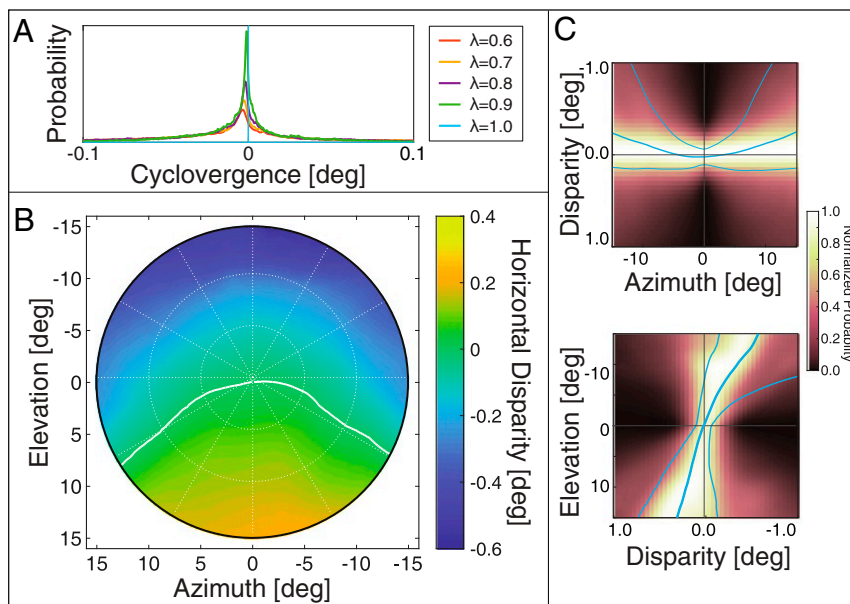 A
Probability
-0.1
0
0.1
Cyclovergence [deg]
λ=0.6
λ=0.7
λ=0.8
λ=0.9
λ=1.0
B
-15
-10
-5
0
5
10
15
Elevation [deg]
15
10
5
0
-5
-10
-15
Azimuth [deg]
0.4
0.2
0
-0.2
-0.4
-0.6
Horizontal Disparity [deg]
C
-1.0
0.0
1.0
Disparity [deg]
-10
0
10
Azimuth [deg]
1.0
0.8
0.6
0.4
0.2
0.0
Normalized Probability
-10
0
10
Elevation [deg]
1.0
0.0
-1.0
Disparity [deg]